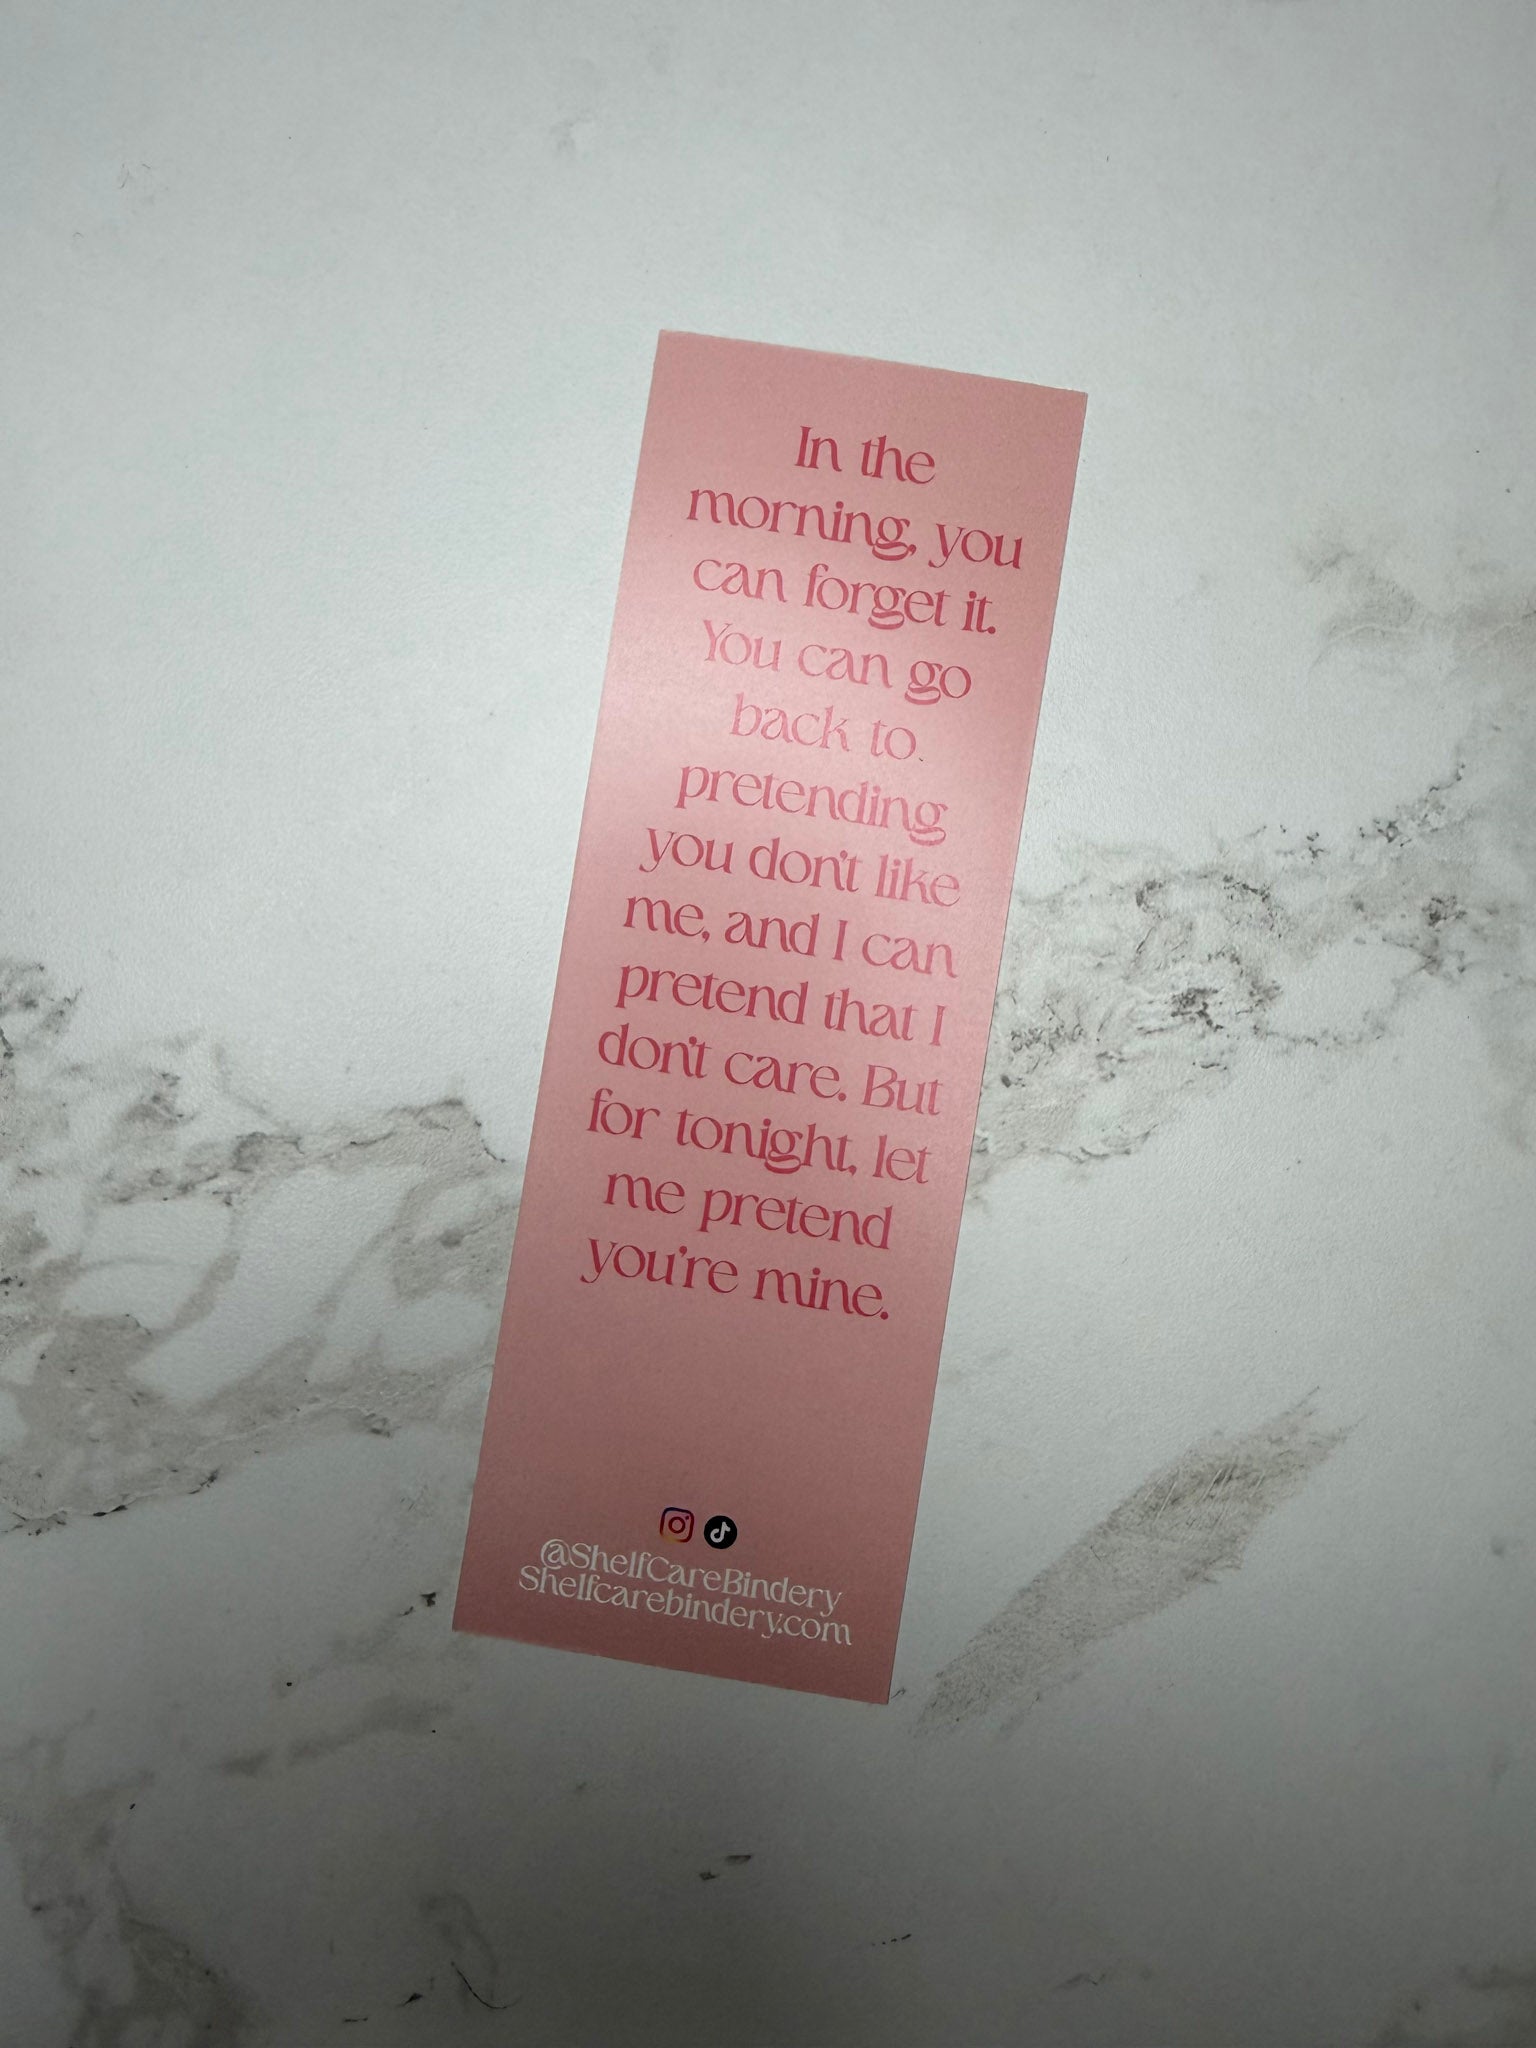 In the
morning, you
can forget it.
You can go
back to
pretending
you don't like
me, and I can
pretend that I
don't care. But
for tonight, let
me pretend
you're mine.
@ShelfCareBindery
Shelfcarebindery.com